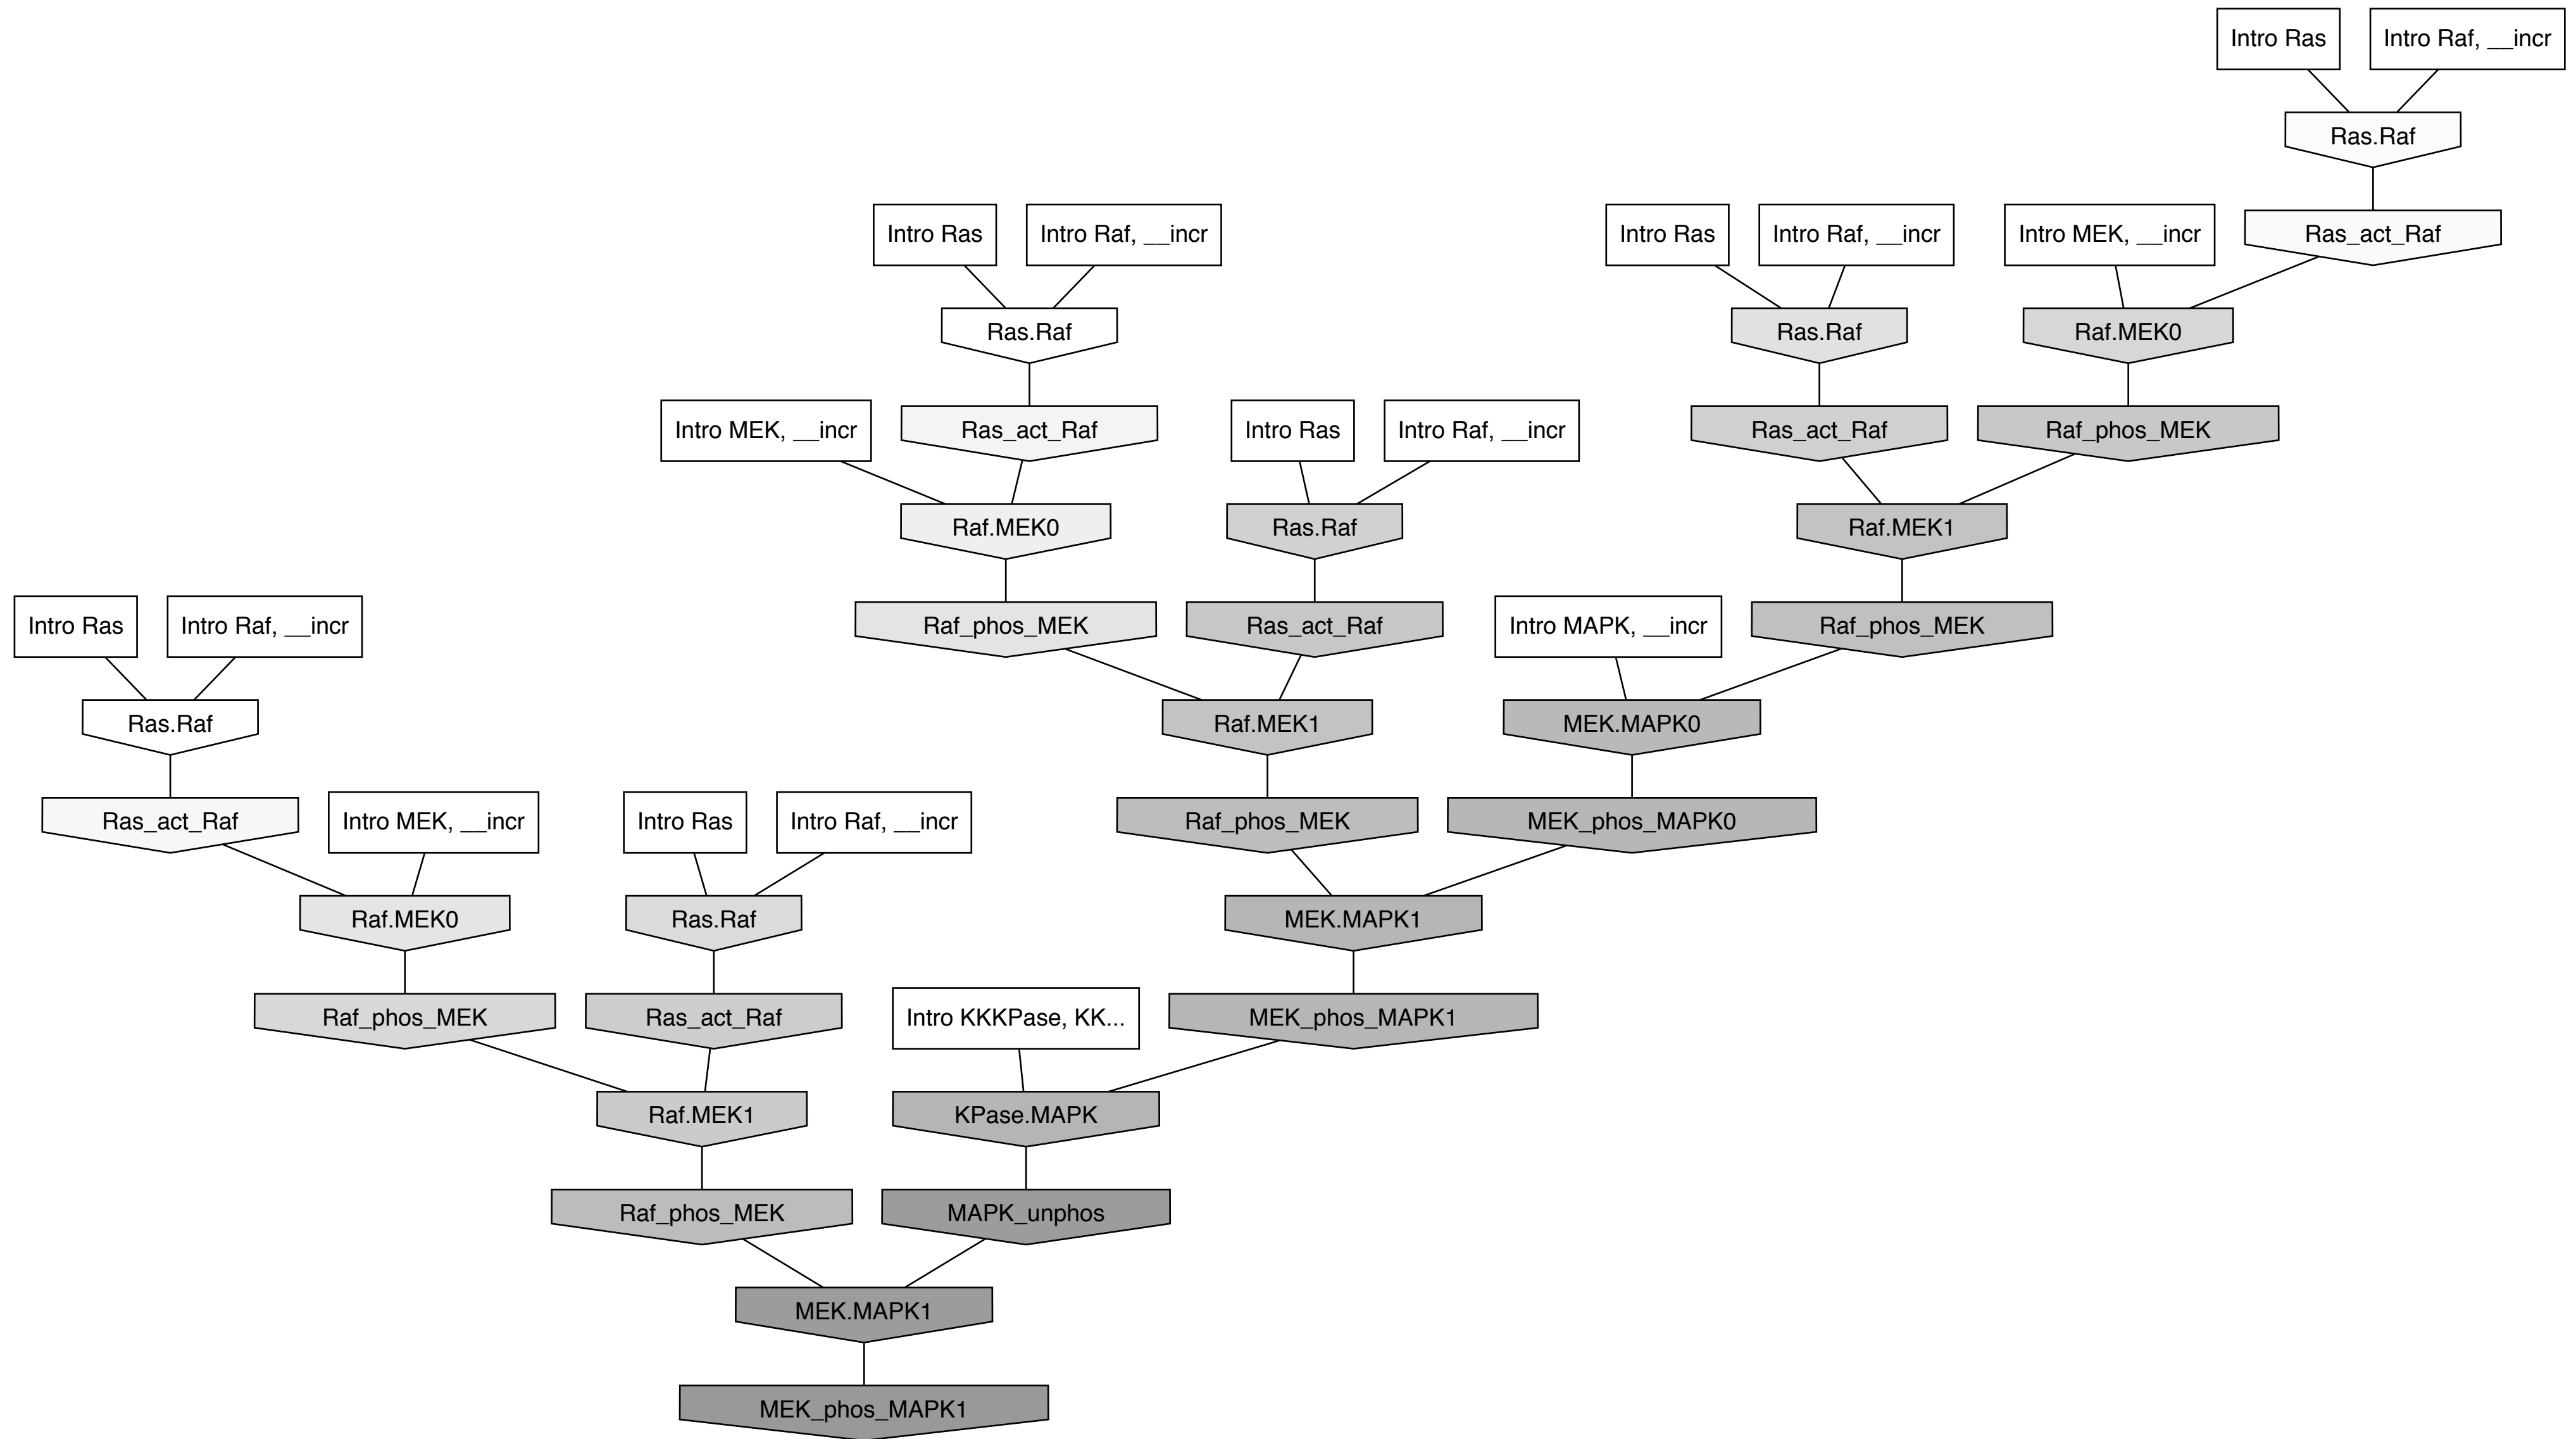 Intro Ras
Intro Raf, __incr
Ras.Raf
Intro Ras
Intro Raf, __incr
Intro Ras
Intro Raf, __incr
Intro MEK, __incr
Ras_act_Raf
Ras.Raf
Ras.Raf
Raf.MEK0
Intro MEK, __incr
Ras_act_Raf
Intro Ras
Intro Raf, __incr
Ras_act_Raf
Raf_phos_MEK
Raf.MEK0
Ras.Raf
Raf.MEK1
Intro Ras
Intro Raf, __incr
Raf_phos_MEK
Ras_act_Raf
Intro MAPK, __incr
Raf_phos_MEK
Ras.Raf
Raf.MEK1
MEK.MAPK0
Ras_act_Raf
Intro MEK, __incr
Intro Ras
Intro Raf, __incr
Raf_phos_MEK
MEK_phos_MAPK0
Raf.MEK0
Ras.Raf
MEK.MAPK1
Raf_phos_MEK
Ras_act_Raf
Intro KKKPase, KK...
MEK_phos_MAPK1
Raf.MEK1
KPase.MAPK
Raf_phos_MEK
MAPK_unphos
MEK.MAPK1
MEK_phos_MAPK1